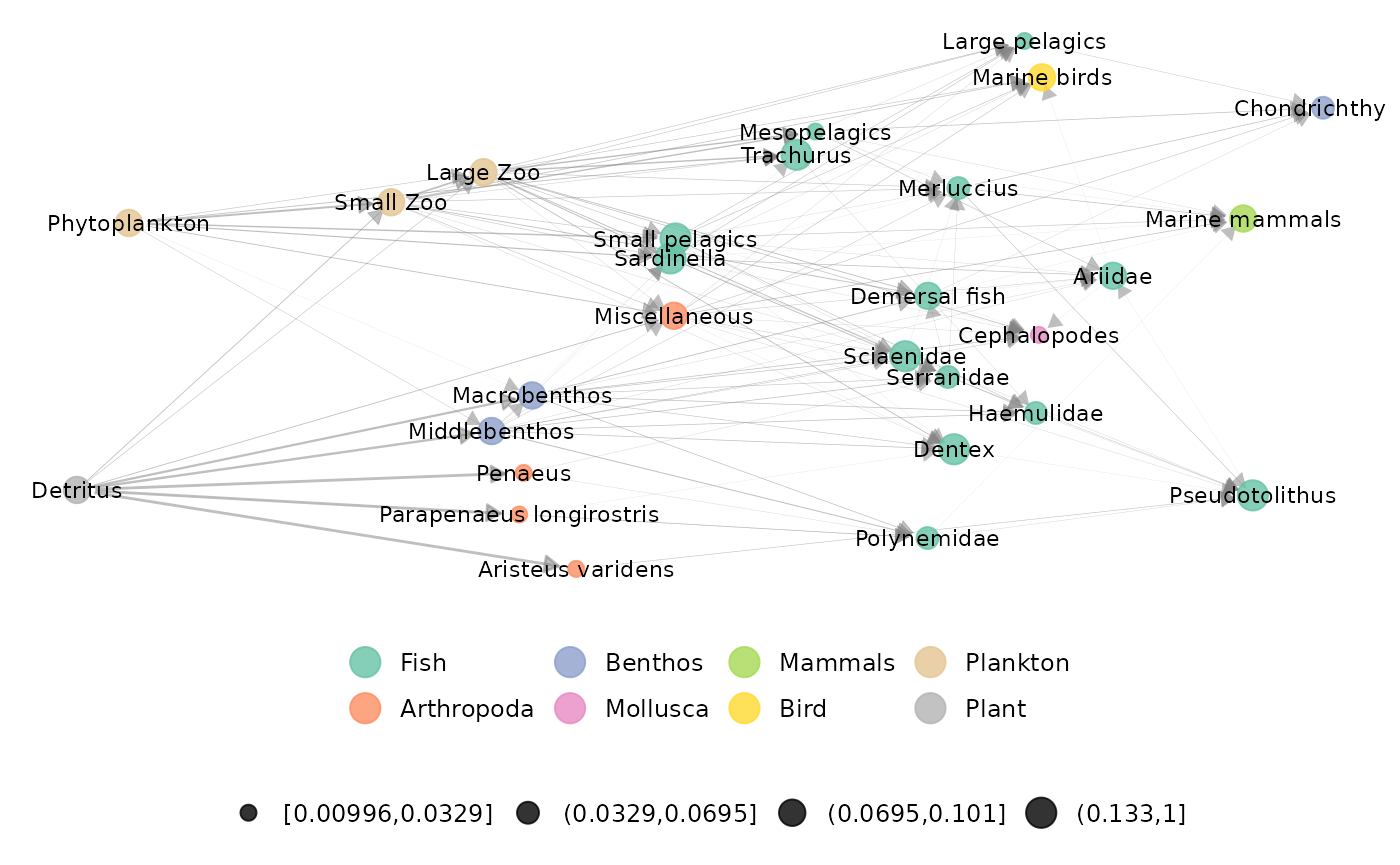 Large pelagics
Marine birds
Chondrichthy
Mesopelagics
Trachurus
Large Zoo
Merluccius
Small Zoo
Marine mammals
Phytoplankton
Small pelagics
Sardinella
Ariidae
Demersal fish
Miscellaneous
Cephalopodes
Sciaenidae
Serranidae
Macrobenthos
Haemulidae
Middlebenthos
Dentex
Penaeus
Detritus
Pseudotolithus
Parapenaeus longirostris
Polynemidae
Aristeus varidens
Fish Benthos Mammals Plankton
Arthropoda Mollusca Bird Plant
[0.00996,0.0329] (0.0329,0.0695] (0.0695,0.101] (0.133,1]